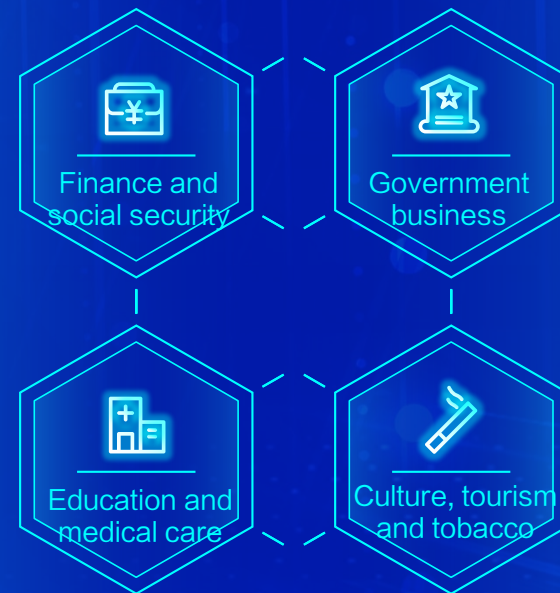 Finance and
social security
Government
business
Education and
medical care
Culture, tourism
and tobacco